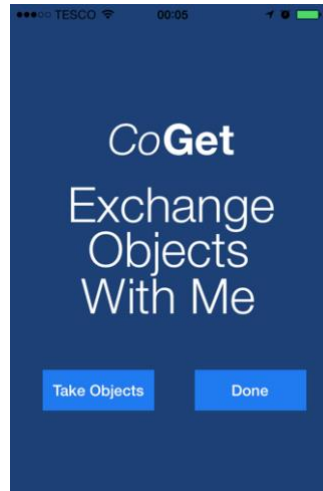 TESCO 00:05
CoGet
Exchange
Objects
With Me
Take Objects Done